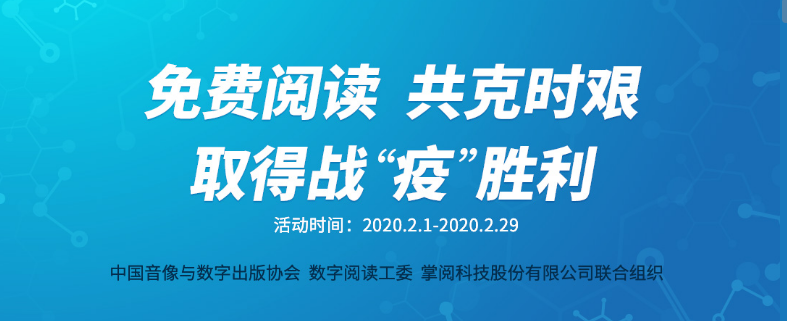 免费阅读 共克时艰
取得战“疫”胜利
活动时间：2020.2.1-2020.2.29
中国音像与数字出版协会 数字阅读工委 掌阅科技股份有限公司联合组织